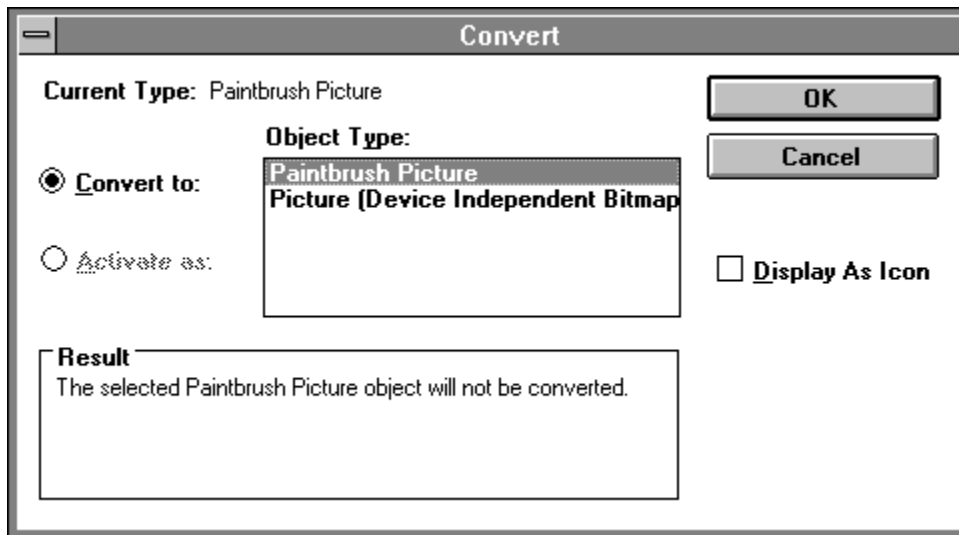 Convert
Current Type: Paintbrush Picture
OK
Object Type:
Cancel
Convert to:
Paintbrush Picture
Picture (Device Independent Bitmap
Activate as:
Display As Icon
Result
The selected Paintbrush Picture object will not be converted.